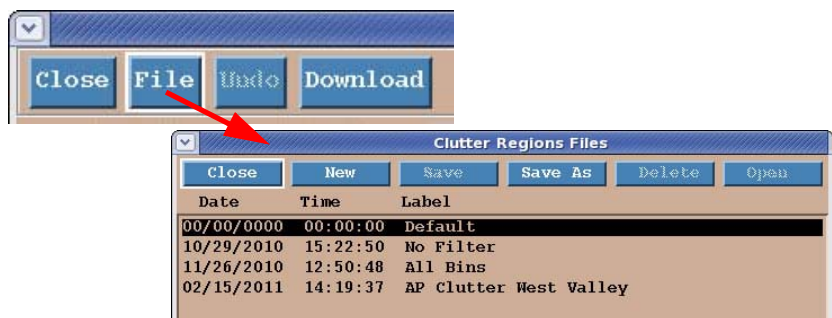 Close File Undo Download
Clutter Regions Files
Close New Save Save As Delete Open
Date Time Label
00/00/0000 00:00:00 Default
10/29/2010 15:22:50 No Filter
11/26/2010 12:50:48 All Bins
02/15/2011 14:19:37 AP Clutter West Valley